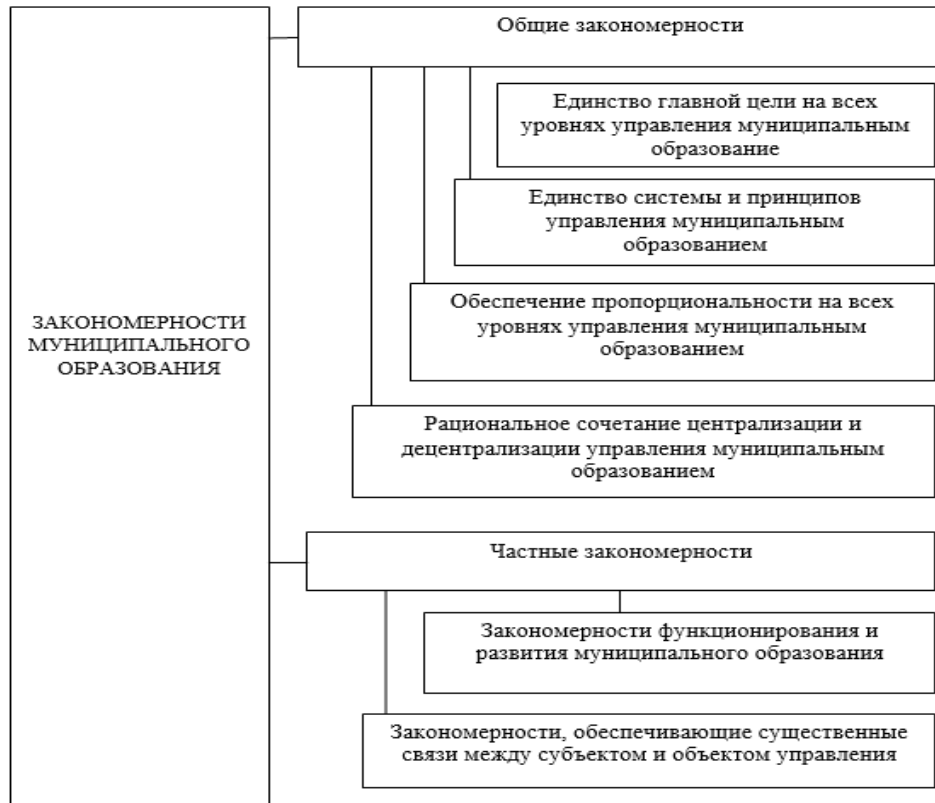 Общие закономерности
Единство главной цели на всех
уровнях управления муниципальным
образование
Единство системы и принципов
управления муниципальным
образованием
Обеспечение пропорциональности на всех
уровнях управления муниципальным
образованием
ЗАКОНОМЕРНОСТИ
МУНИЦИПАЛЬНОГО
ОБРАЗОВАНИЯ
Рациональное сочетание централизации и
децентрализации управления муниципальным
образованием
Частные закономерности
Закономерности функционирования и
развития муниципального образования
Закономерности, обеспечивающие существенные
связи между субъектом и объектом управления